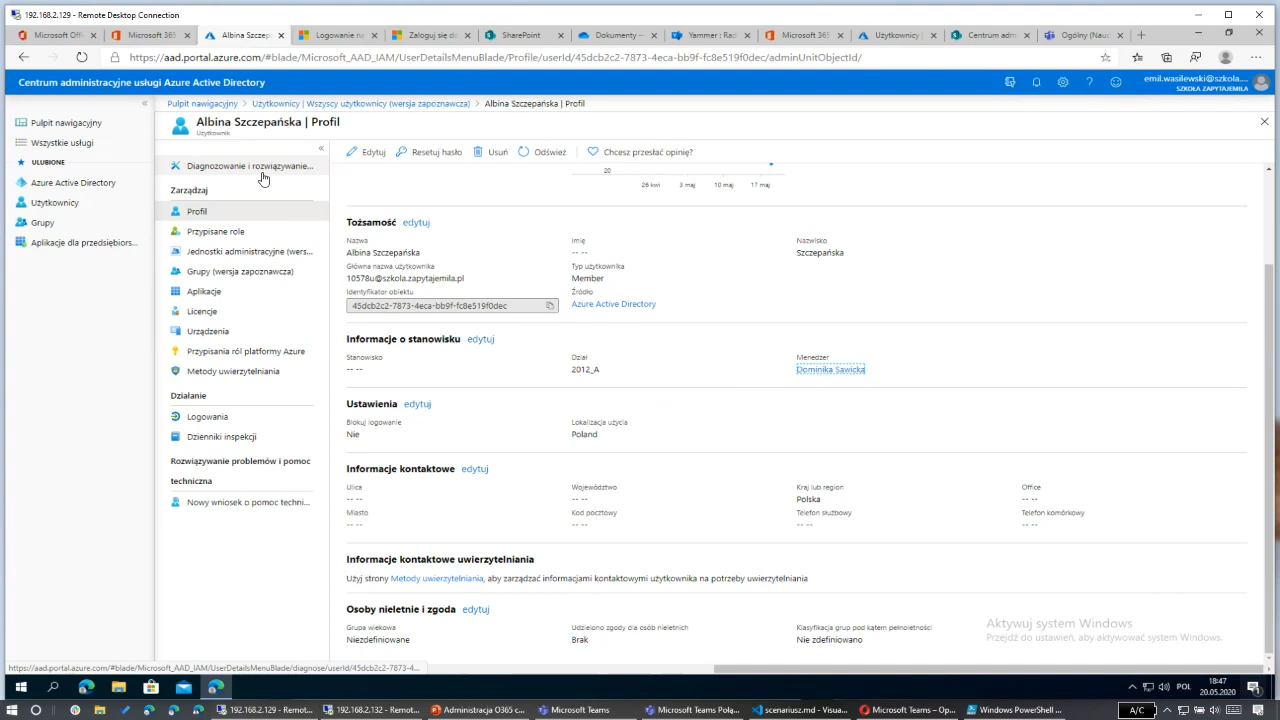 192.168.2.129 - Remote Desktop Connection
Microsoft Off...
Microsoft 365
Albina Szczep...
Logowanie na
Zaloguj się do
SharePoint
Dokumenty —
Yammer : Rad
Microsoft 365
Użytkownicy |
Centrum adm
Ogólny (Nauc
https://aad.portal.azure.com/#blade/Microsoft_AAD_IAM/UserDetailsMenuBlade/Profile/userId/45dcb2c2-7873-4eca-bb9f-fc8e519f0dec/adminUnitObjectId/
Centrum administracyjne usługi Azure Active Directory
emil.wasilewski@szkola....
SZKOŁA ZAPYTAJEMILA
Pulpit nawigacyjny > Użytkownicy | Wszyscy użytkownicy (wersja zapoznawcza) > Albina Szczepańska | Profil
Pulpit nawigacyjny
Wszystkie usługi
ULUBIONE
Azure Active Directory
Użytkownicy
Grupy
Aplikacje dla przedsiębiors...
Albina Szczepańska | Profil
Użytkownik
Diagnozowanie i rozwiązywanie...
Zarządzaj
Profil
Przypisane role
Jednostki administracyjne (wers...
Grupy (wersja zapoznawcza)
Aplikacje
Licencje
Urządzenia
Przypisania ról platformy Azure
Metody uwierzytelniania
Działanie
Logowania
Dzienniki inspekcji
Rozwiązywanie problemów i pomoc
techniczna
Nowy wniosek o pomoc techni...
Edytuj
Resetuj hasło
Usuń
Odśwież
Chcesz przesłać opinię?
20
26 kwi 3 maj 10 maj 17 maj
Tożsamość edytuj
Nazwa Imię Nazwisko
Albina Szczepańska -- -- Szczepańska
Główna nazwa użytkownika Typ użytkownika
10578u@szkola.zapytajemila.pl Member
Identyfikator obiektu Źródło
45dcb2c2-7873-4eca-bb9f-fc8e519f0dec Azure Active Directory
Informacje o stanowisku edytuj
Stanowisko Dział Menedżer
-- -- 2012_A Dominika Sawicka
Ustawienia edytuj
Blokuj logowanie Lokalizacja użycia
Nie Poland
Informacje kontaktowe edytuj
Ulica Województwo Kraj lub region Office
-- -- -- -- Polska -- --
Miasto Kod pocztowy Telefon służbowy Telefon komórkowy
-- -- -- -- -- -- -- --
Informacje kontaktowe uwierzytelniania
Użyj strony Metody uwierzytelniania, aby zarządzać informacjami kontaktowymi użytkownika na potrzeby uwierzytelniania
Osoby nieletnie i zgoda edytuj
Grupa wiekowa Udzielono zgody dla osób nieletnich Klasyfikacja grup pod kątem pełnoletności
Niezdefiniowane Brak Nie zdefiniowano
Aktywuj system Windows
Przejdź do ustawień, aby aktywować system Windows.
https://aad.portal.azure.com/#blade/Microsoft_AAD_IAM/UserDetailsMenuBlade/diagnose/userId/45dcb2c2-7873-4...
POL
18:47
20.05.2020
1
192.168.2.129 - Remot...
192.168.2.132 - Remot...
Administracja O365 c...
Microsoft Teams
Microsoft Teams Połą...
scenariusz.md - Visua...
Microsoft Teams – Op...
Windows PowerShell ...
A/C